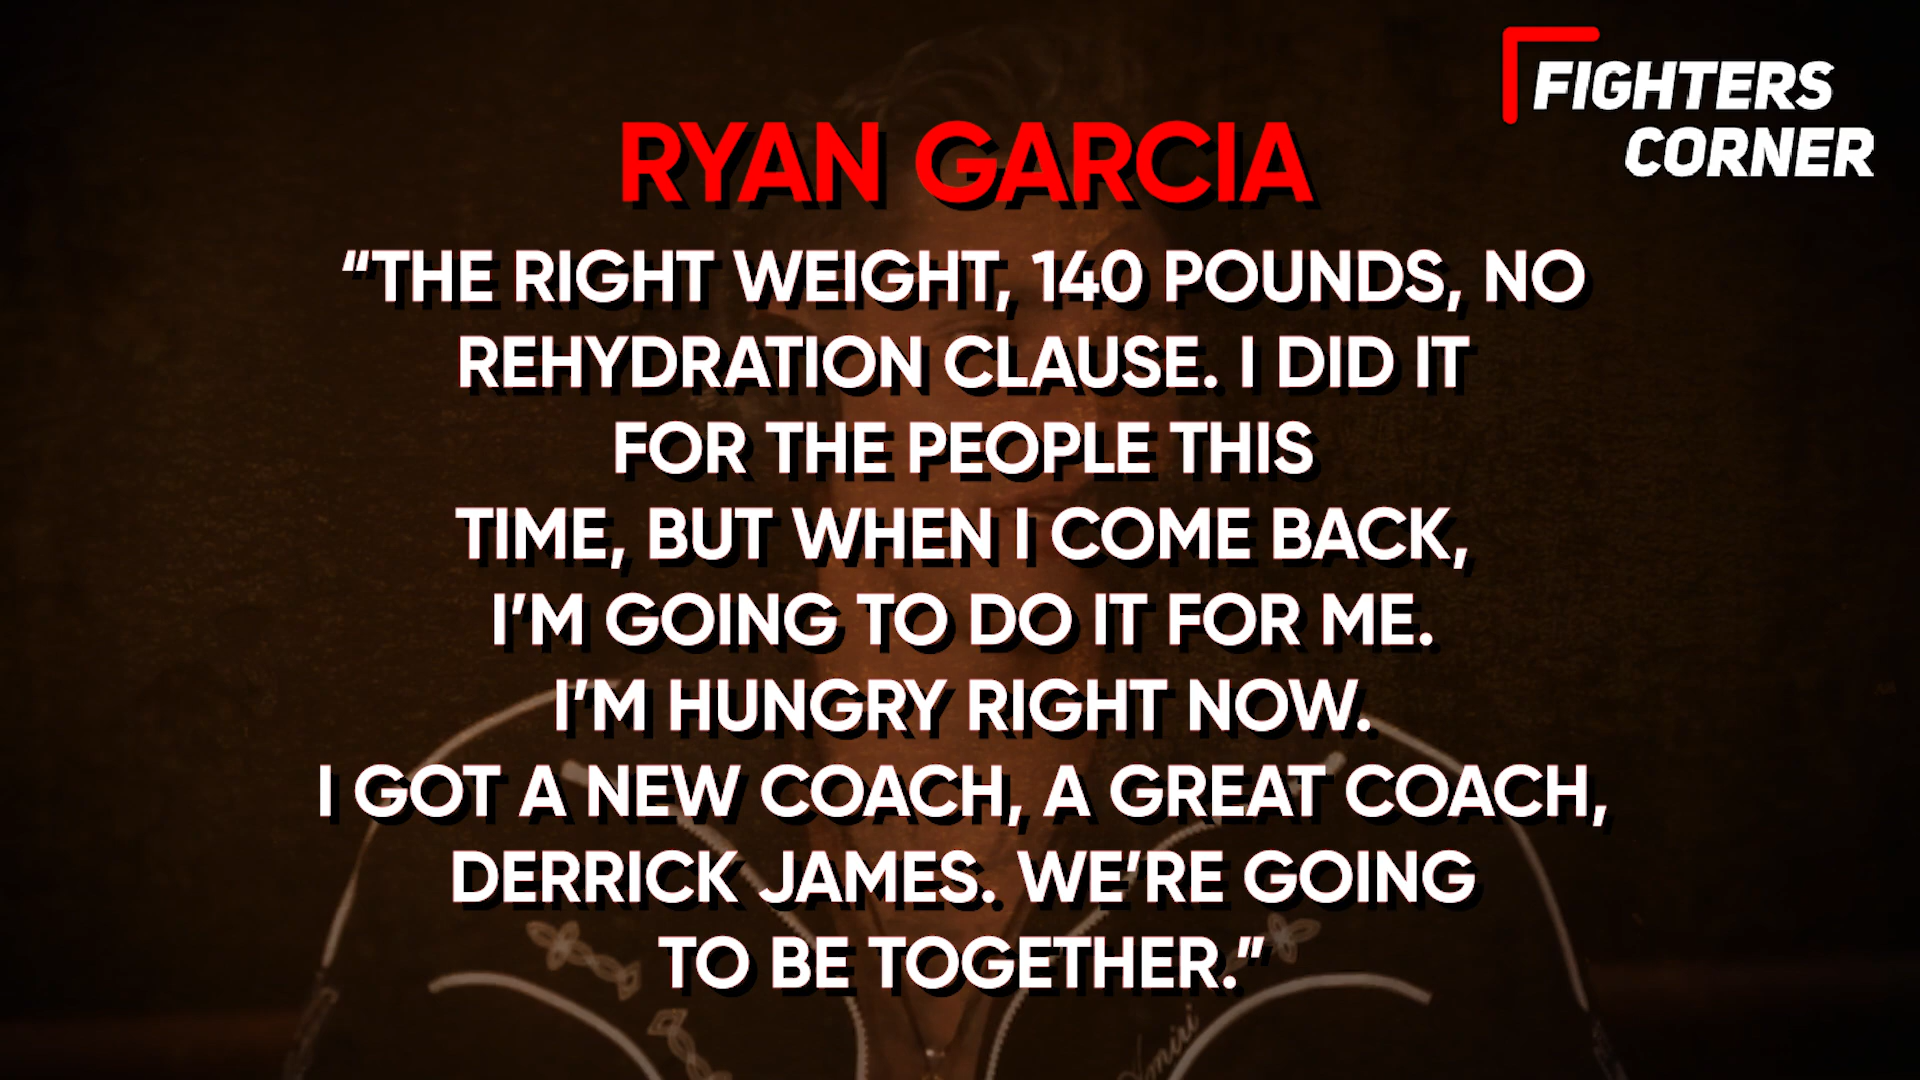 FIGHTERS
CORNER
RYAN GARCIA
“THE RIGHT WEIGHT, 140 POUNDS, NO
REHYDRATION CLAUSE. I DID IT
FOR THE PEOPLE THIS
TIME, BUT WHEN I COME BACK,
I’M GOING TO DO IT FOR ME.
I’M HUNGRY RIGHT NOW.
I GOT A NEW COACH, A GREAT COACH,
DERRICK JAMES. WE’RE GOING
TO BE TOGETHER.”
Amiri